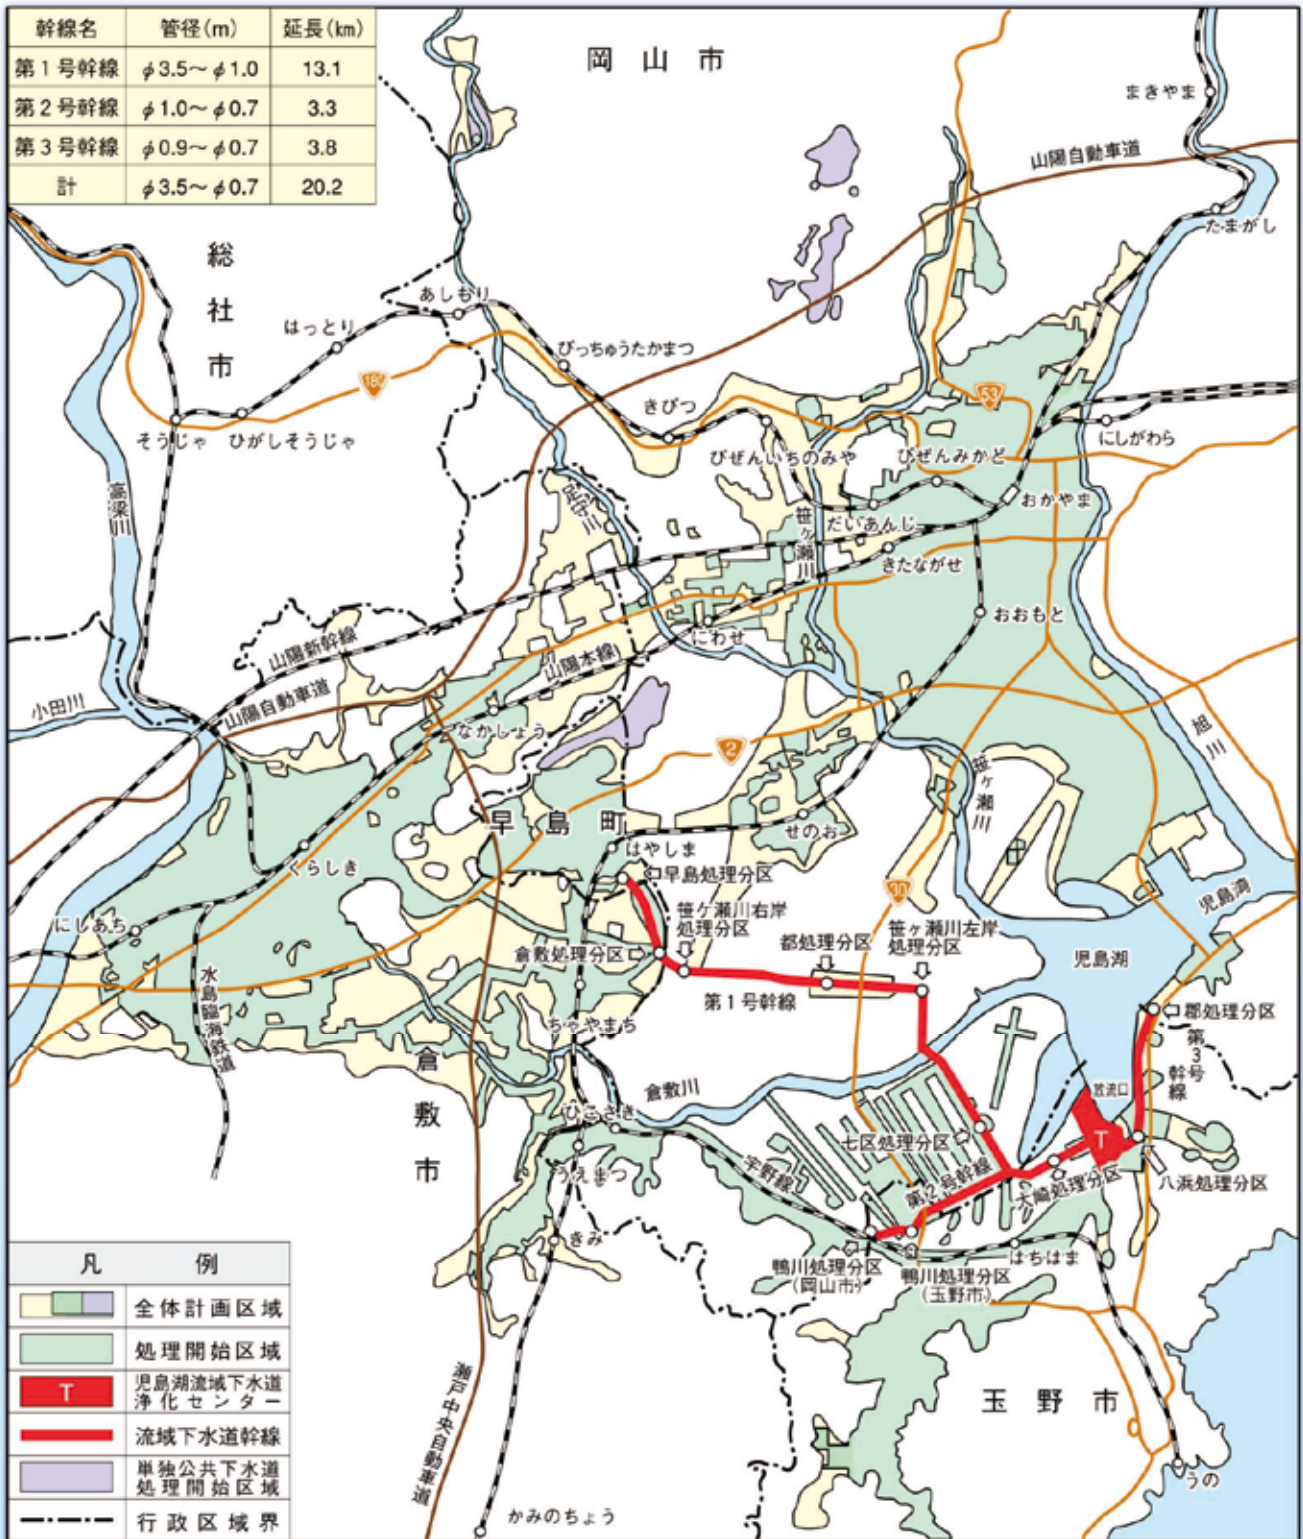 幹線名 管径(m) 延長(km)
第1号幹線 φ3.5～φ1.0 13.1
第2号幹線 φ1.0～φ0.7 3.3
第3号幹線 φ0.9～φ0.7 3.8
計 φ3.5～φ0.7 20.2
岡山市
まきやま
山陽自動車道
たまがし
総社市
あしもり
はっとり
びっちゅうたかまつ
180
きびつ
53
そうじゃ
ひがしそうじゃ
にしがわら
びぜんいちのみや
びぜんみかど
高梁川
足守川
笹ヶ瀬川
おかやま
だいあんじ
きたながせ
おおもと
にわせ
山陽新幹線
山陽本線
小田川
山陽自動車道
なかしょう
2
旭川
笹ヶ瀬川
早島町
せのお
はやしま
くらしき
早島処理分区
30
児島湾
にしあち
笹ケ瀬川右岸
処理分区
笹ヶ瀬川左岸
処理分区
都処理分区
倉敷処理分区
児島湖
水島臨海鉄道
第1号幹線
郡処理分区
ちゃやまち
第3号幹線
倉敷市
倉敷川
放流口
ひこさき
七区処理分区
T
うえまつ
宇野線
第2号幹線
大崎処理分区
八浜処理分区
きみ
はちはま
鴨川処理分区
(岡山市)
鴨川処理分区
(玉野市)
凡例
全体計画区域
処理開始区域
T
児島湖流域下水道
浄化センター
流域下水道幹線
単独公共下水道
処理開始区域
行政区域界
瀬戸中央自動車道
玉野市
うの
かみのちょう